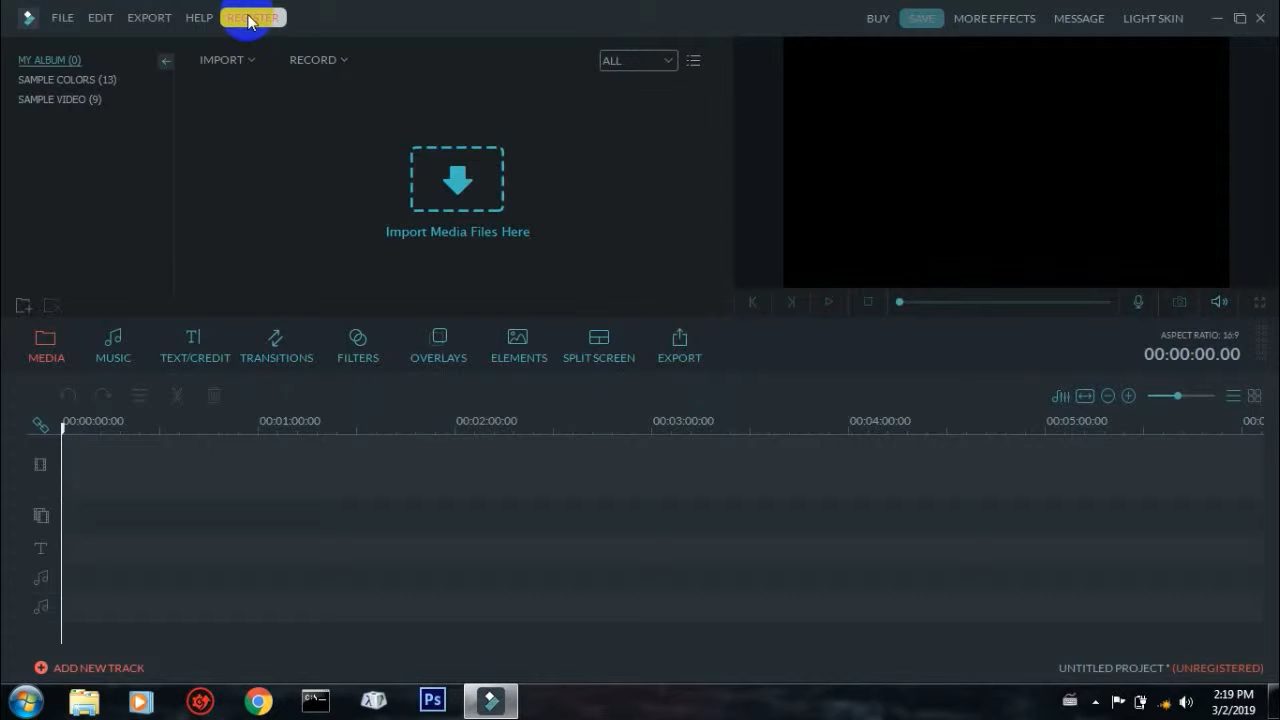 FILE EDIT EXPORT HELP REGISTER BUY SAVE MORE EFFECTS MESSAGE LIGHT SKIN
MY ALBUM (0) IMPORT RECORD ALL
SAMPLE COLORS (13)
SAMPLE VIDEO (9)
Import Media Files Here
ASPECT RATIO: 16:9
00:00:00.00
MEDIA MUSIC TEXT/CREDIT TRANSITIONS FILTERS OVERLAYS ELEMENTS SPLIT SCREEN EXPORT
00:00:00:00 00:01:00:00 00:02:00:00 00:03:00:00 00:04:00:00 00:05:00:00 00:0
ADD NEW TRACK UNTITLED PROJECT * (UNREGISTERED)
Ps
2:19 PM
3/2/2019